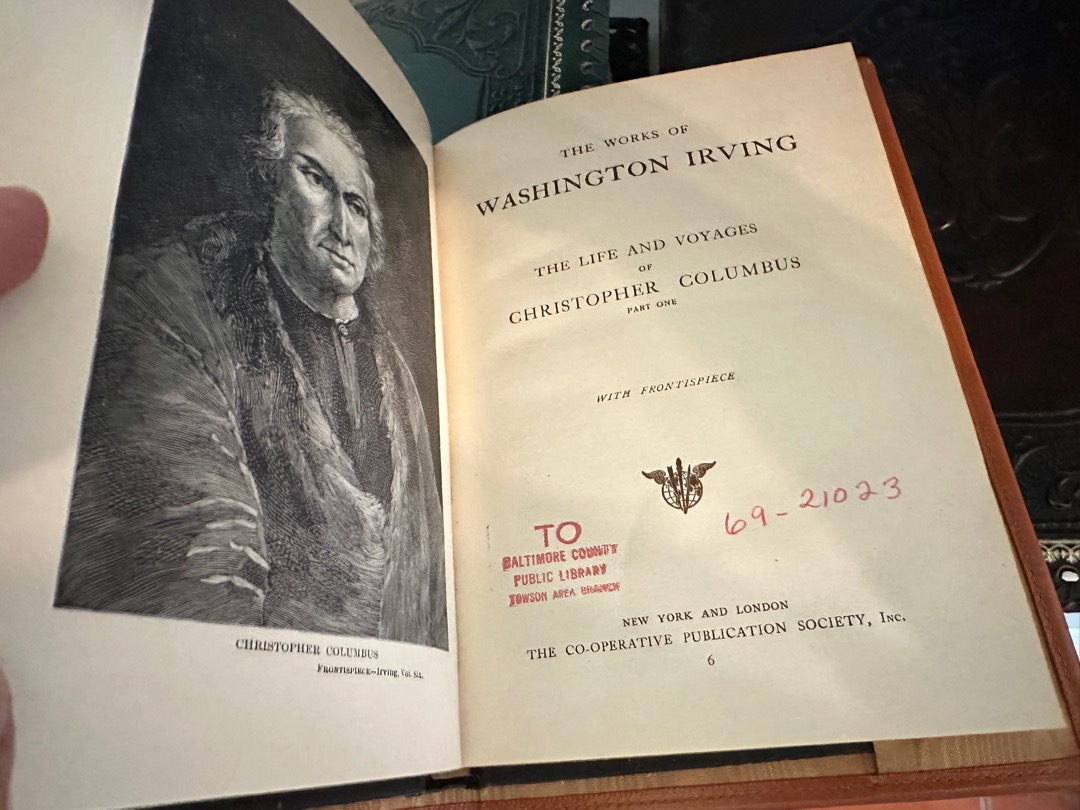 CHRISTOPHER COLUMBUS
FRONTISPIECE—Irving, Vol. Six.
THE WORKS OF
WASHINGTON IRVING
THE LIFE AND VOYAGES
OF
CHRISTOPHER COLUMBUS
PART ONE
WITH FRONTISPIECE
69-21023
TO
BALTIMORE COUNTY
PUBLIC LIBRARY
TOWSON AREA BRANCH
NEW YORK AND LONDON
THE CO-OPERATIVE PUBLICATION SOCIETY, INC.
6